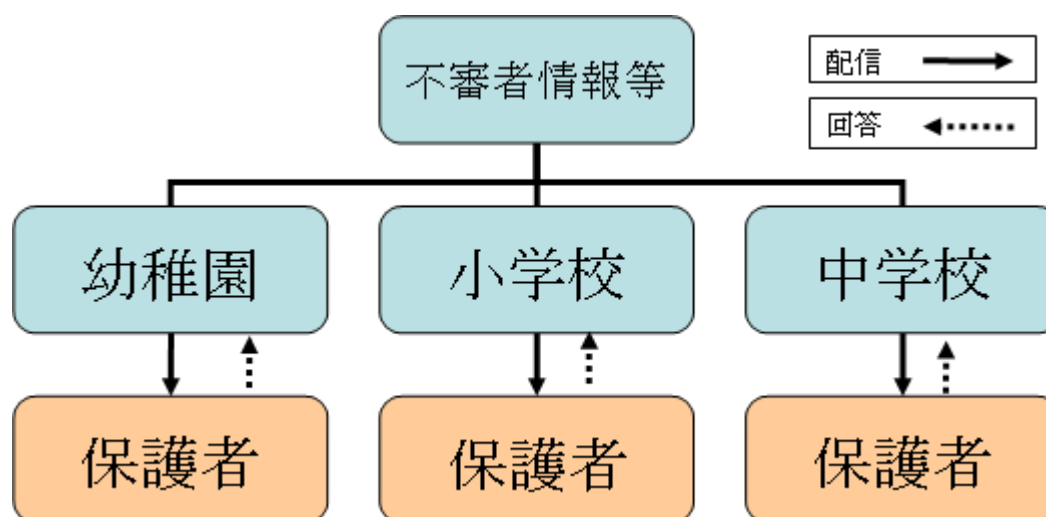 不審者情報等
配信
回答
幼稚園
小学校
中学校
保護者
保護者
保護者